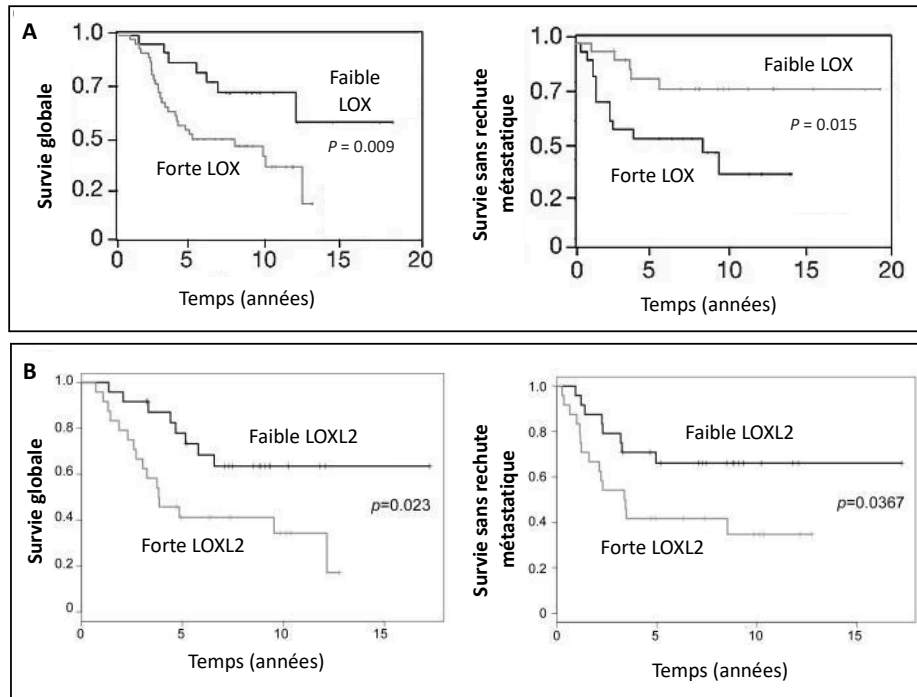 A
Survie globale
1.0
0.7
0.5
0.2
0
0
5
10
15
20
Temps (années)
Faible
LOX
P = 0.009
Forte LOX
Survie sans rechute
métastatique
1.0
0.7
0.5
0.2
0
0
5
10
15
20
Temps (années)
Faible LOX
P = 0.015
Forte LOX
B
Survie globale
1.0
0.8
0.6
0.4
0.2
0
0
5
10
15
Temps (années)
Faible LOXL2
p=0.023
Forte LOXL2
Survie sans rechute
métastatique
1.0
0.8
0.6
0.4
0.2
0
0
5
10
15
Temps (années)
Faible LOXL2
p=0.0367
Forte LOXL2